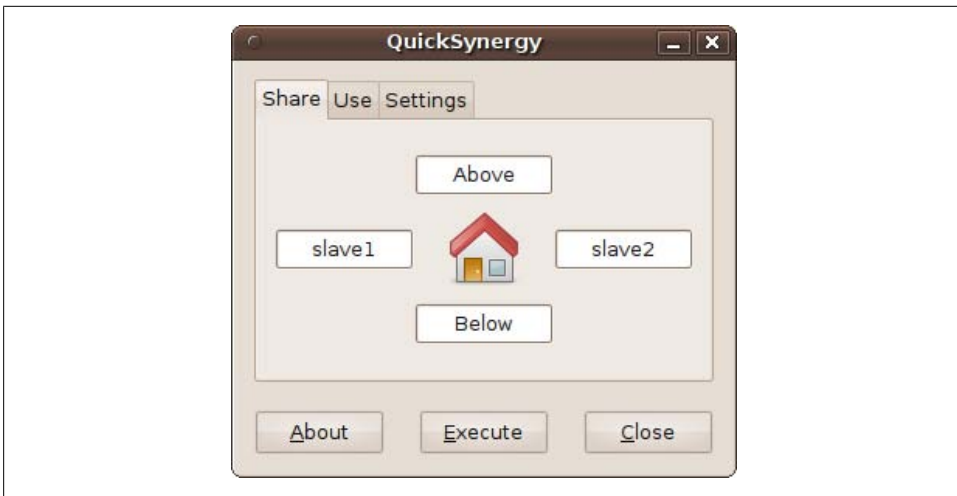 QuickSynergy
Share Use Settings
Above
slave1 slave2
Below
About Execute Close